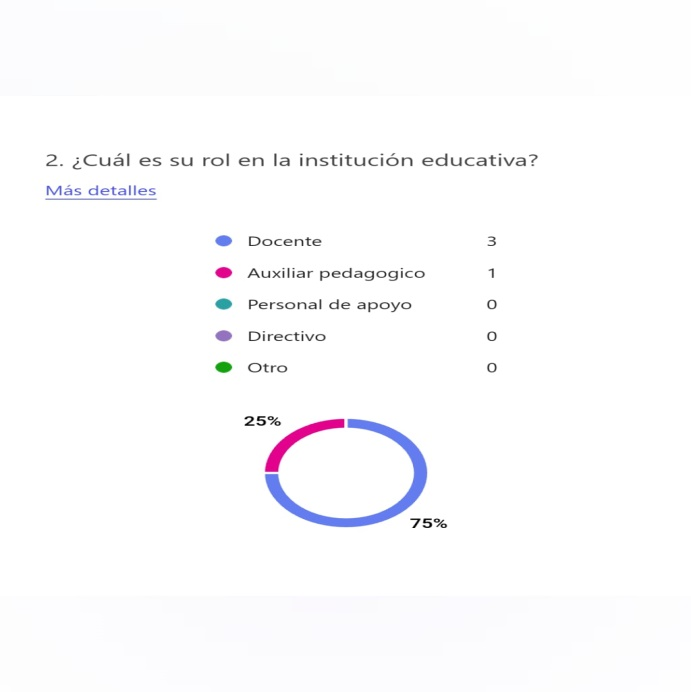 2. ¿Cuál es su rol en la institución educativa?
Más detalles
Docente 3
Auxiliar pedagogico 1
Personal de apoyo 0
Directivo 0
Otro 0
25%
75%